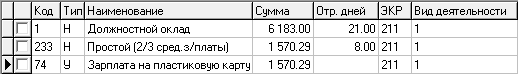 Код Тип Наименование Сумма Отр. дней ЭКР Вид деятельности
1 Н Должностной оклад 6 183.00 21.00 211 1
233 Н Простой (2/3 сред.з/платы) 1 570.29 8.00 211 1
74 У Зарплата на пластиковую карту 1 570.29 211 1